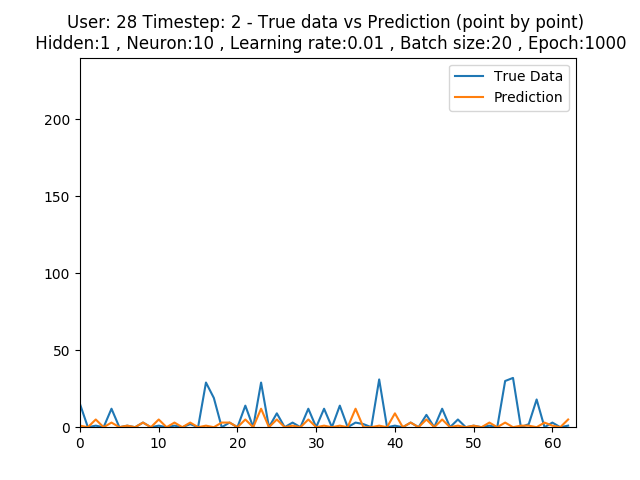 User: 28 Timestep: 2 - True data vs Prediction (point by point)
Hidden:1 , Neuron:10 , Learning rate:0.01 , Batch size:20 , Epoch:1000
True Data
Prediction
200
150
100
50
0
0 10 20 30 40 50 60